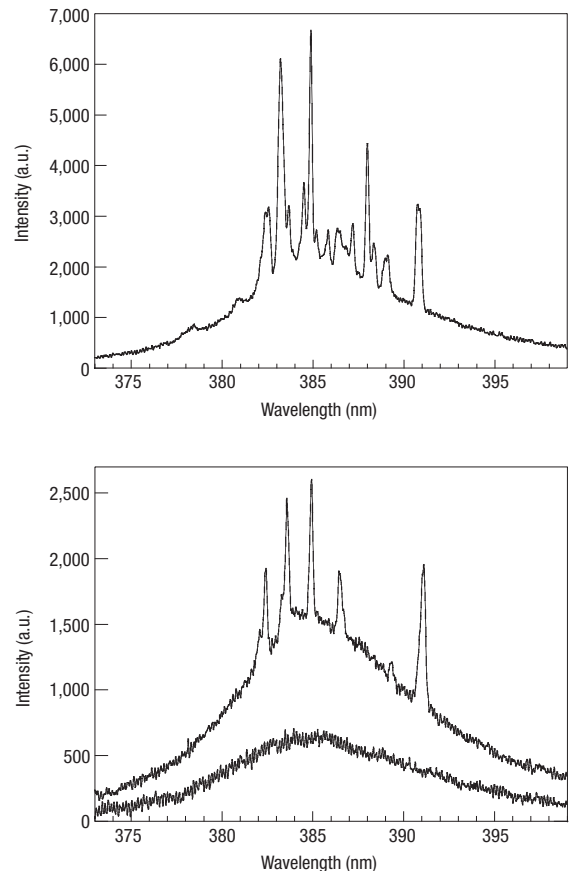 7,000
6,000
5,000
4,000
3,000
2,000
1,000
0
Intensity (a.u.)
375 380 385 390 395
Wavelength (nm)
2,500
2,000
1,500
1,000
500
0
Intensity (a.u.)
375 380 385 390 395
Wavelength (nm)